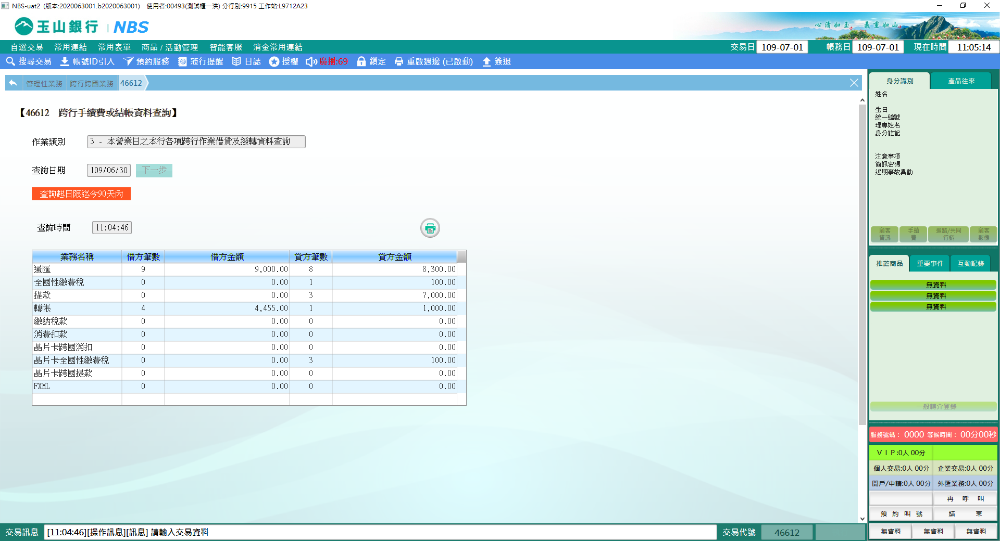 NBS-uat2 (版本:2020063001.b2020063001) 使用者:00493(測試櫃一洪) 分行別:9915 工作站:L9712A23
玉山銀行 | NBS
心清如玉。義重如山。
自選交易 常用連結 常用表單 商品 / 活動管理 智能客服 消金常用連結 交易日 109-07-01 帳務日 109-07-01 現在時間 11:05:14
搜尋交易 帳號ID引入 預約服務 蒞行提醒 日誌 授權 廣播:69 鎖定 重啟週邊 (已啟動) 簽退
管理性業務 跨行跨國業務 46612
【46612 跨行手續費或結帳資料查詢】
作業類別 3 - 本營業日之本行各項跨行作業借貸及撥轉資料查詢
查詢日期 109/06/30 下一步
查詢起日限迄今90天內
查詢時間 11:04:46
業務名稱 借方筆數 借方金額 貸方筆數 貸方金額
通匯 9 9,000.00 8 8,300.00
全國性繳費稅 0 0.00 1 100.00
提款 0 0.00 3 7,000.00
轉帳 4 4,455.00 1 1,000.00
繳納稅款 0 0.00 0 0.00
消費扣款 0 0.00 0 0.00
晶片卡跨國消扣 0 0.00 0 0.00
晶片卡全國性繳費稅 0 0.00 3 100.00
晶片卡跨國提款 0 0.00 0 0.00
FXML 0 0.00 0 0.00
身分識別 產品往來
姓名
生日
統一編號
理專姓名
身分註記
注意事項
簡訊密碼
近期事故異動
顧客資訊 手續費 通路/共同行銷 顧客影像
推薦商品 重要事件 互動記錄
無資料
無資料
無資料
一般轉介登錄
服務號碼： 0000 等候時間： 00分00秒
ＶＩＰ:0人 00分
個人交易:0人 00分 企業交易:0人 00分
開戶/申請:0人 00分 外匯業務:0人 00分
再 呼 叫
預 約 叫 號 結 束
無資料 無資料 無資料
交易訊息 [11:04:46][操作訊息][訊息] 請輸入交易資料 交易代號 46612